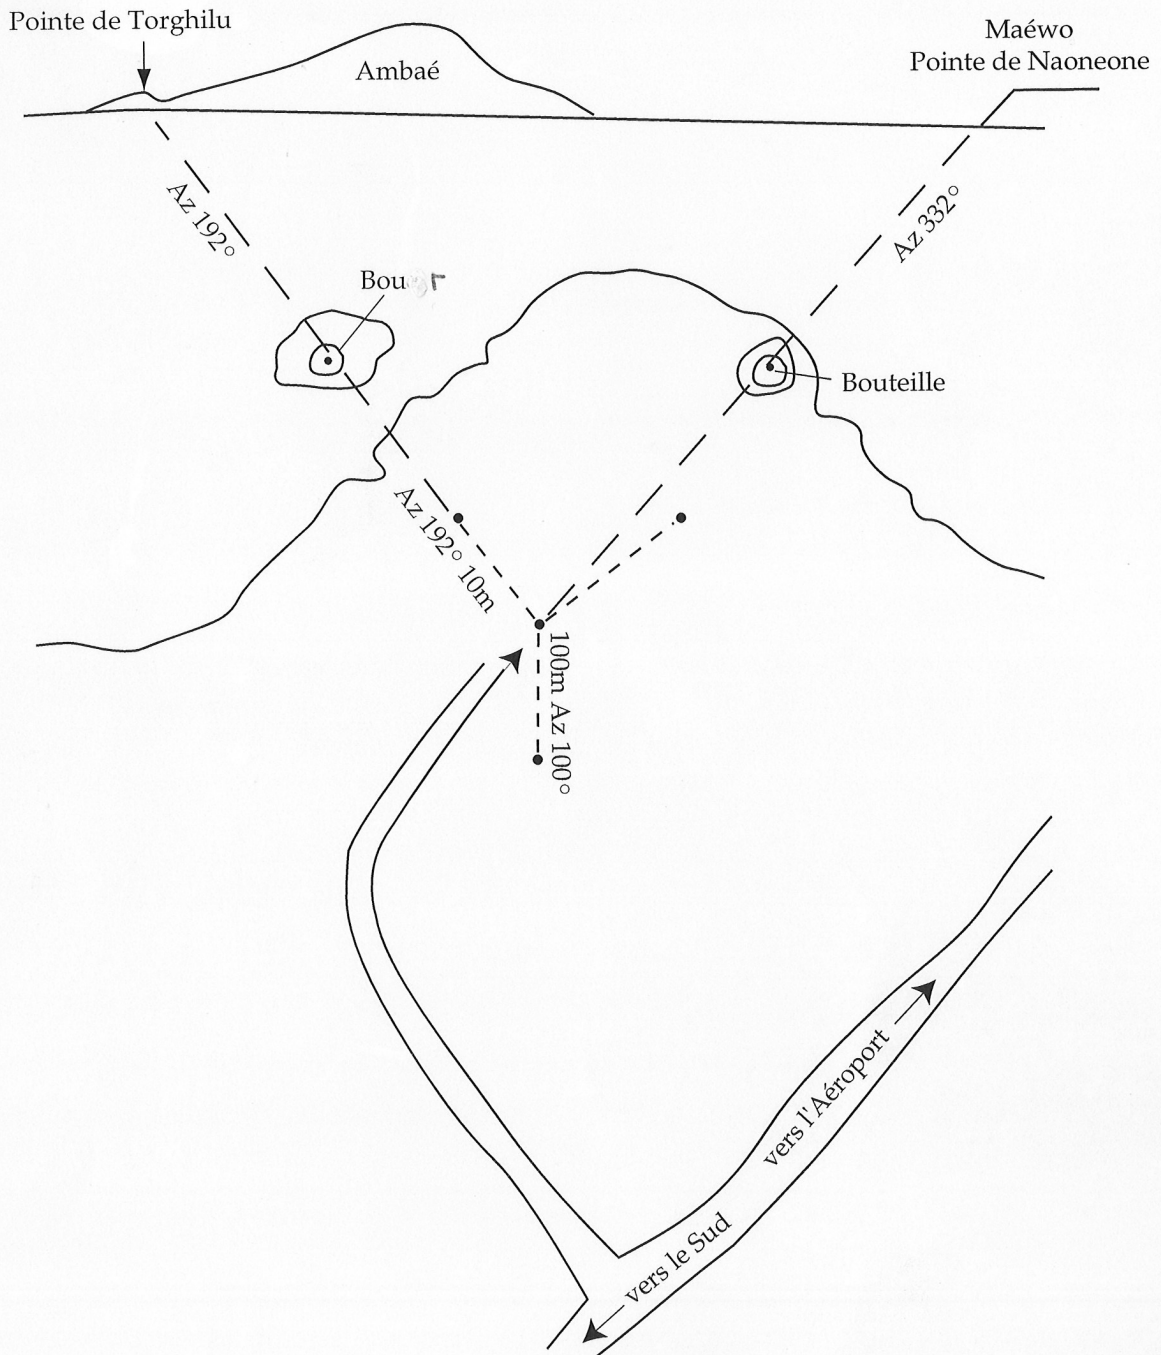 Pointe de Torghilu
Maéwo
Pointe de Naoneone
Ambaé
Az 192°
Az 332°
Bouteille
Az 192° 10m
100m Az 100°
vers l'Aéroport
vers le Sud